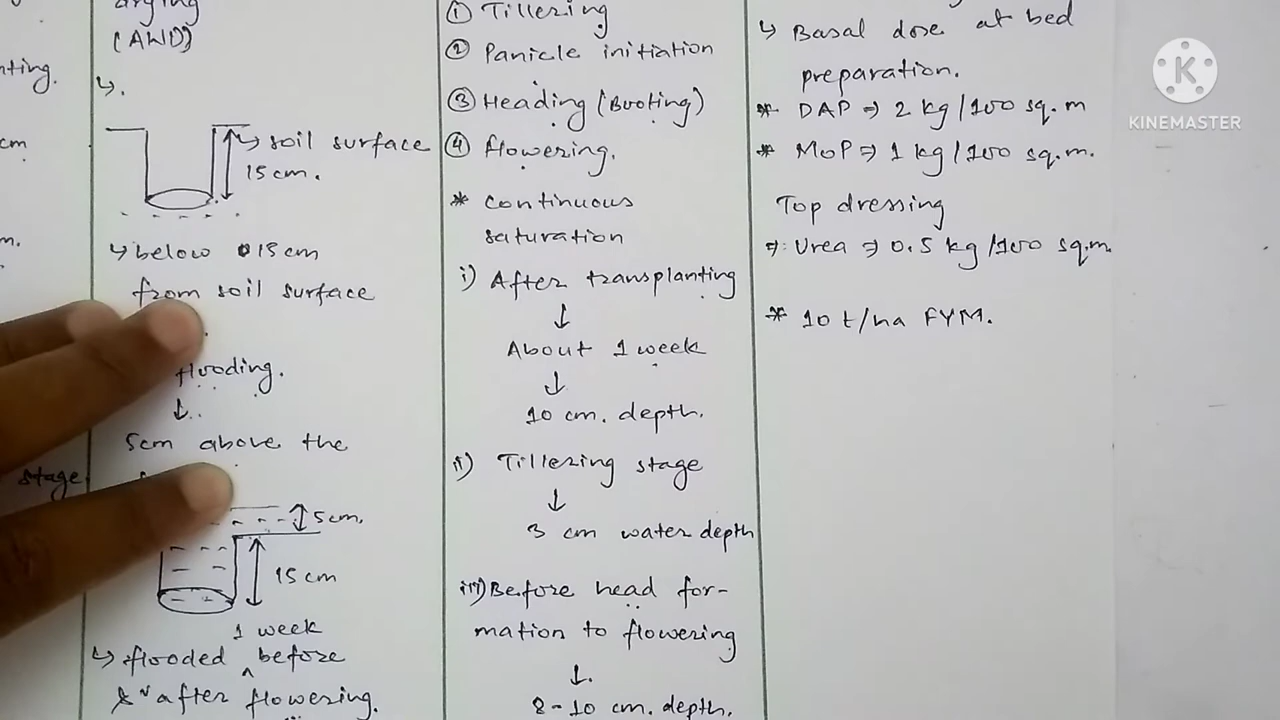 nting.
cm
m.
stage
drying
(AWD)
↳.
↳ soil surface
15 cm.
↳ below 15 cm
from soil surface
flooding.
↓
5cm above the
5cm.
15 cm
1 week
↳ flooded ^ before
& after flowering.
① Tillering
② Panicle initiation
③ Heading (Booting)
④ flowering.
* continuous
saturation
i) After transplanting
↓
About 1 week
↓
10 cm. depth.
ii) Tillering stage
↓
3 cm water depth
iii) Before head for-
mation to flowering
↓
8-10 cm. depth.
↳ Basal dose at bed
preparation.
* DAP ⇒ 2 kg/100 sq.m
* MOP ⇒ 1 kg/100 sq.m.
Top dressing
⇒ Urea ⇒ 0.5 kg/100 sq.m.
* 10 t/ha FYM.
K
KINEMASTER